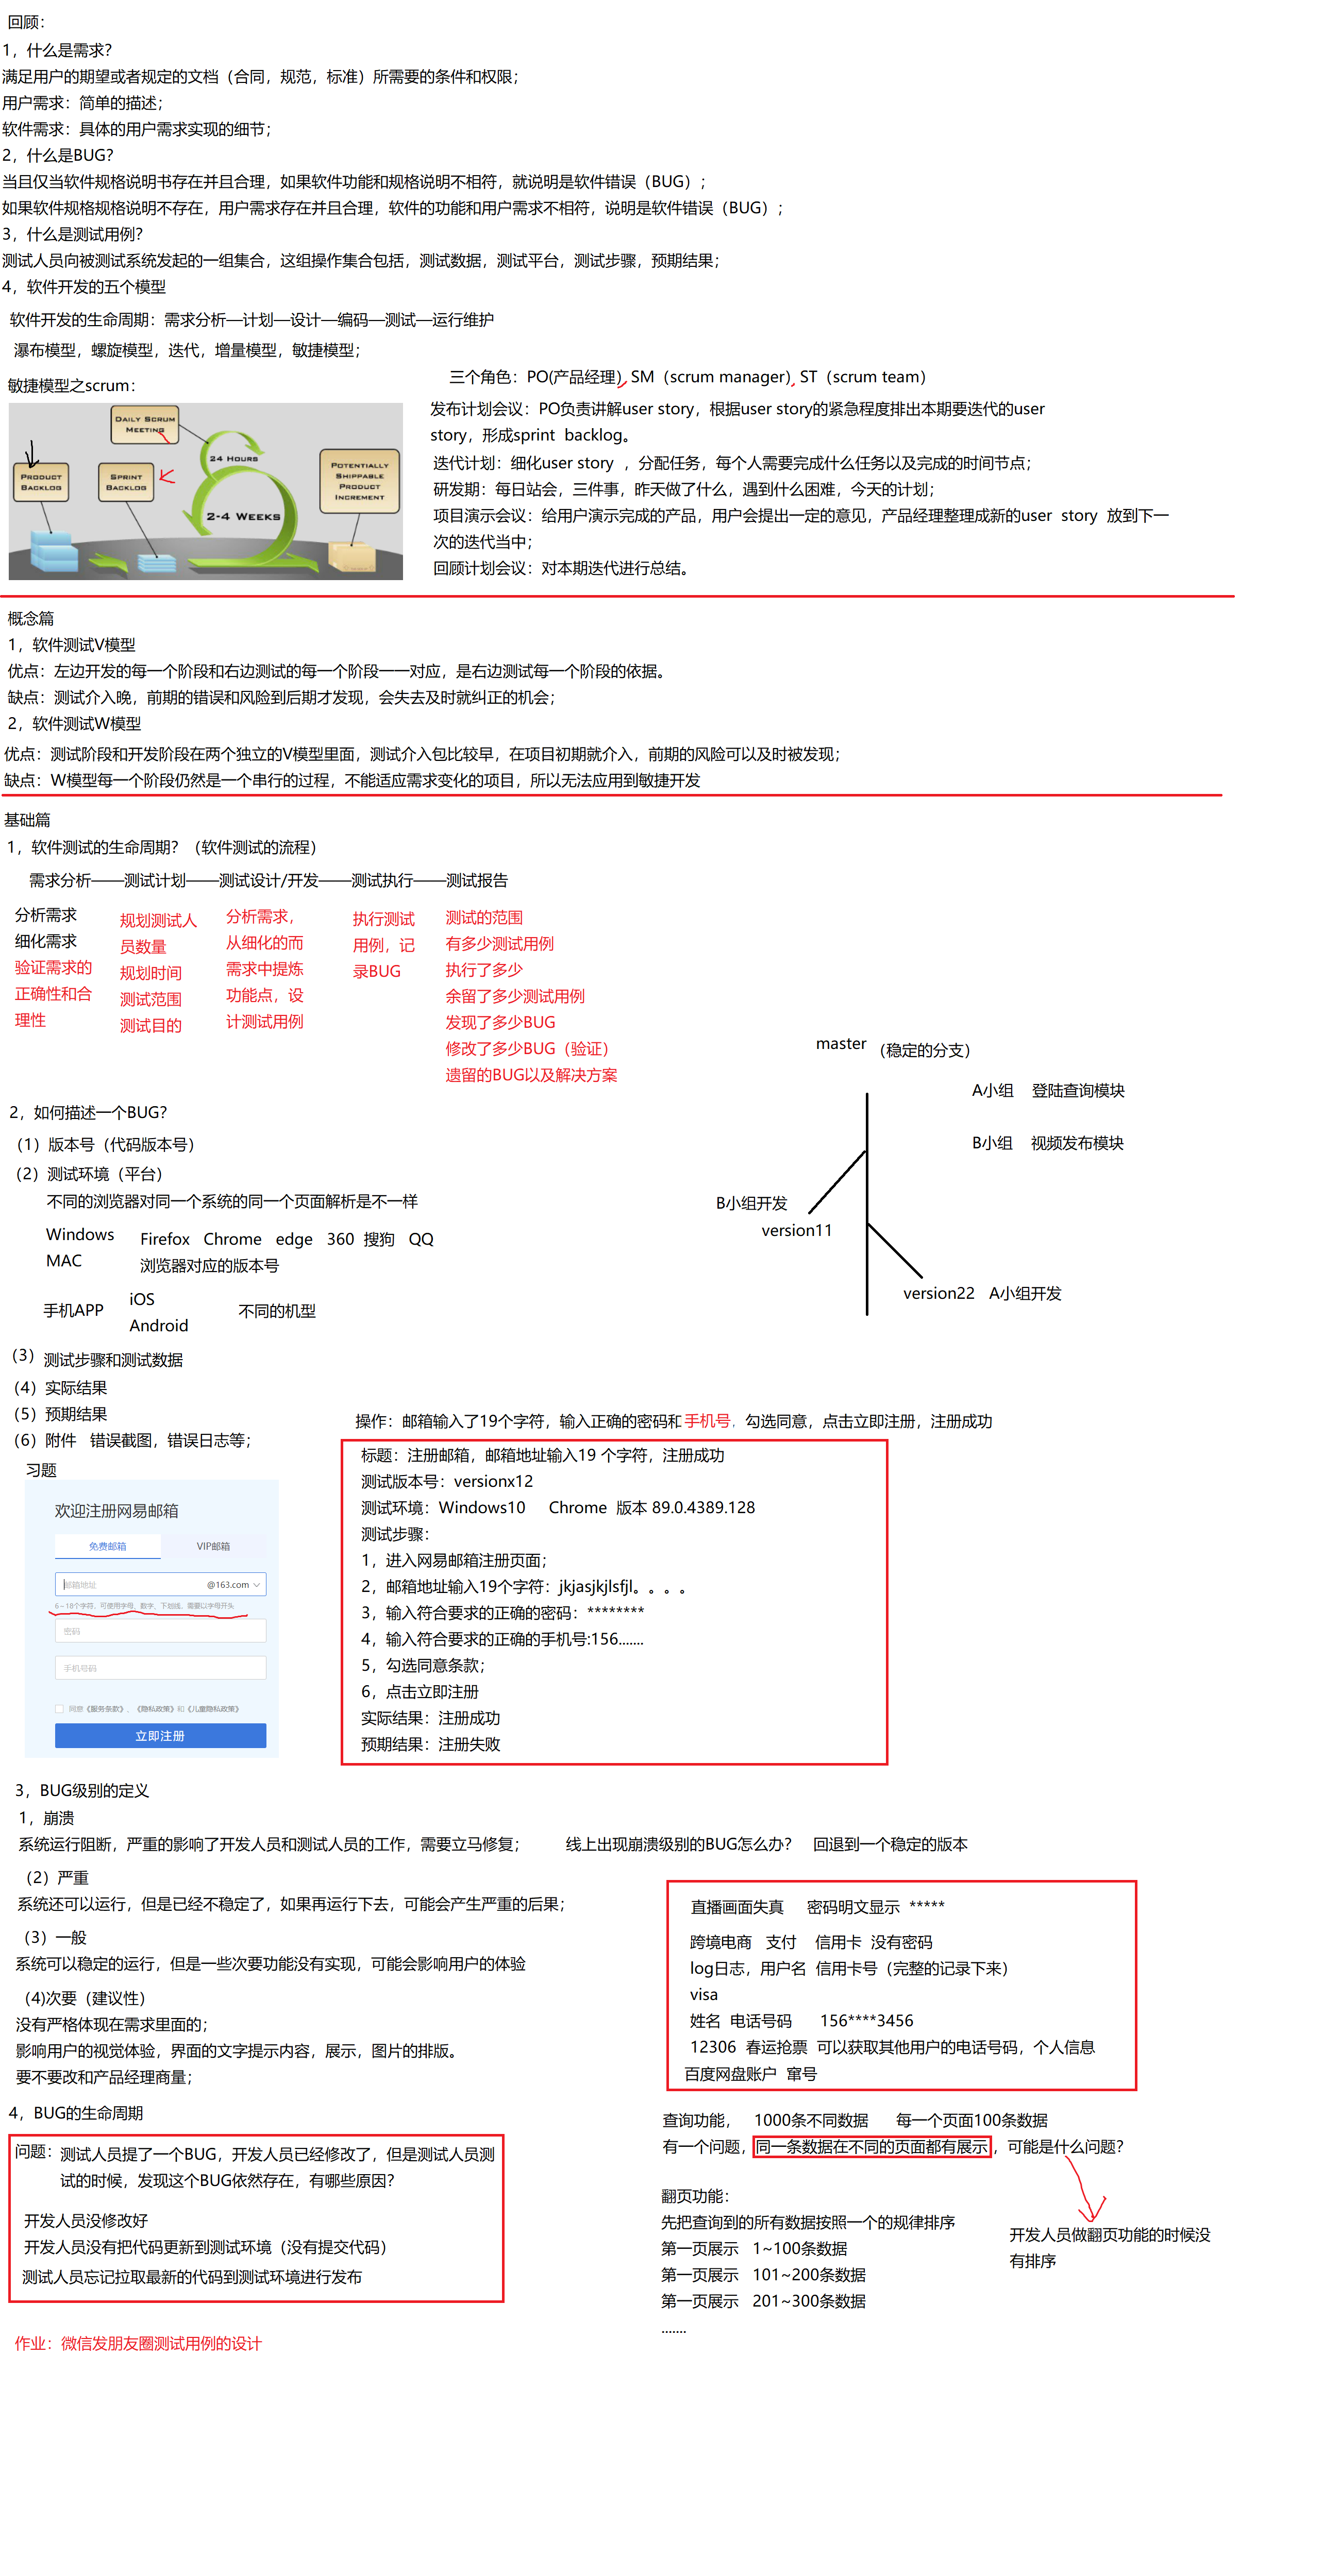 回顾：
1，什么是需求？
满足用户的期望或者规定的文档（合同，规范，标准）所需要的条件和权限；
用户需求：简单的描述；
软件需求：具体的用户需求实现的细节；
2，什么是BUG？
当且仅当软件规格说明书存在并且合理，如果软件功能和规格说明不相符，就说明是软件错误（BUG）；
如果软件规格规格说明不存在，用户需求存在并且合理，软件的功能和用户需求不相符，说明是软件错误（BUG）；
3，什么是测试用例？
测试人员向被测试系统发起的一组集合，这组操作集合包括，测试数据，测试平台，测试步骤，预期结果；
4，软件开发的五个模型
软件开发的生命周期：需求分析—计划—设计—编码—测试—运行维护
瀑布模型，螺旋模型，迭代，增量模型，敏捷模型；
敏捷模型之scrum：
DAILY SCRUM
MEETING
24 HOURS
PRODUCT
BACKLOG
SPRINT
BACKLOG
2-4 WEEKS
POTENTIALLY
SHIPPABLE
PRODUCT
INCREMENT
三个角色：PO(产品经理)，SM（scrum manager)，ST（scrum team）
发布计划会议：PO负责讲解user story，根据user story的紧急程度排出本期要迭代的user
story，形成sprint backlog。
迭代计划：细化user story ，分配任务，每个人需要完成什么任务以及完成的时间节点；
研发期：每日站会，三件事，昨天做了什么，遇到什么困难，今天的计划；
项目演示会议：给用户演示完成的产品，用户会提出一定的意见，产品经理整理成新的user story 放到下一
次的迭代当中；
回顾计划会议：对本期迭代进行总结。
概念篇
1，软件测试V模型
优点：左边开发的每一个阶段和右边测试的每一个阶段一一对应，是右边测试每一个阶段的依据。
缺点：测试介入晚，前期的错误和风险到后期才发现，会失去及时就纠正的机会；
2，软件测试W模型
优点：测试阶段和开发阶段在两个独立的V模型里面，测试介入包比较早，在项目初期就介入，前期的风险可以及时被发现；
缺点：W模型每一个阶段仍然是一个串行的过程，不能适应需求变化的项目，所以无法应用到敏捷开发
基础篇
1，软件测试的生命周期？（软件测试的流程）
需求分析——测试计划——测试设计/开发——测试执行——测试报告
分析需求
细化需求
验证需求的
正确性和合
理性
规划测试人
员数量
规划时间
测试范围
测试目的
分析需求，
从细化的而
需求中提炼
功能点，设
计测试用例
执行测试
用例，记
录BUG
测试的范围
有多少测试用例
执行了多少
余留了多少测试用例
发现了多少BUG
修改了多少BUG（验证）
遗留的BUG以及解决方案
master （稳定的分支）
A小组 登陆查询模块
B小组 视频发布模块
B小组开发
version11
version22 A小组开发
2，如何描述一个BUG？
（1）版本号（代码版本号）
（2）测试环境（平台）
不同的浏览器对同一个系统的同一个页面解析是不一样
Windows
MAC
Firefox Chrome edge 360 搜狗 QQ
浏览器对应的版本号
手机APP
iOS
Android
不同的机型
（3）测试步骤和测试数据
（4）实际结果
（5）预期结果
（6）附件 错误截图，错误日志等；
习题
欢迎注册网易邮箱
免费邮箱 VIP邮箱
邮箱地址 @163.com
6~18个字符，可使用字母、数字、下划线，需要以字母开头
密码
手机号码
同意《服务条款》、《隐私政策》和《儿童隐私政策》
立即注册
操作：邮箱输入了19个字符，输入正确的密码和手机号，勾选同意，点击立即注册，注册成功
标题：注册邮箱，邮箱地址输入19 个字符，注册成功
测试版本号：versionx12
测试环境：Windows10 Chrome 版本 89.0.4389.128
测试步骤：
1，进入网易邮箱注册页面；
2，邮箱地址输入19个字符：jkjasjkjlsfjl。。。。
3，输入符合要求的正确的密码：********
4，输入符合要求的正确的手机号:156.......
5，勾选同意条款；
6，点击立即注册
实际结果：注册成功
预期结果：注册失败
3，BUG级别的定义
1，崩溃
系统运行阻断，严重的影响了开发人员和测试人员的工作，需要立马修复； 线上出现崩溃级别的BUG怎么办？ 回退到一个稳定的版本
（2）严重
系统还可以运行，但是已经不稳定了，如果再运行下去，可能会产生严重的后果；
（3）一般
系统可以稳定的运行，但是一些次要功能没有实现，可能会影响用户的体验
（4)次要（建议性）
没有严格体现在需求里面的；
影响用户的视觉体验，界面的文字提示内容，展示，图片的排版。
要不要改和产品经理商量；
直播画面失真 密码明文显示 *****
跨境电商 支付 信用卡 没有密码
log日志，用户名 信用卡号（完整的记录下来）
visa
姓名 电话号码 156****3456
12306 春运抢票 可以获取其他用户的电话号码，个人信息
百度网盘账户 窜号
4，BUG的生命周期
问题：测试人员提了一个BUG，开发人员已经修改了，但是测试人员测
试的时候，发现这个BUG依然存在，有哪些原因？
开发人员没修改好
开发人员没有把代码更新到测试环境（没有提交代码）
测试人员忘记拉取最新的代码到测试环境进行发布
作业：微信发朋友圈测试用例的设计
查询功能， 1000条不同数据 每一个页面100条数据
有一个问题，同一条数据在不同的页面都有展示，可能是什么问题？
翻页功能：
先把查询到的所有数据按照一个的规律排序
第一页展示 1~100条数据
第一页展示 101~200条数据
第一页展示 201~300条数据
.......
开发人员做翻页功能的时候没
有排序